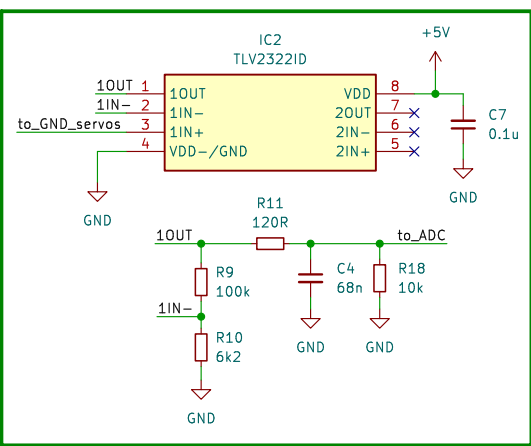 +5V
IC2
TLV2322ID
1OUT 1 1OUT VDD 8
1IN- 2 1IN- 2OUT 7
to_GND_servos 3 1IN+ 2IN- 6
4 VDD-/GND 2IN+ 5
C7
0.1u
GND
GND
R11
120R
1OUT
to_ADC
R9
100k
C4
68n
R18
10k
1IN-
R10
6k2
GND
GND
GND